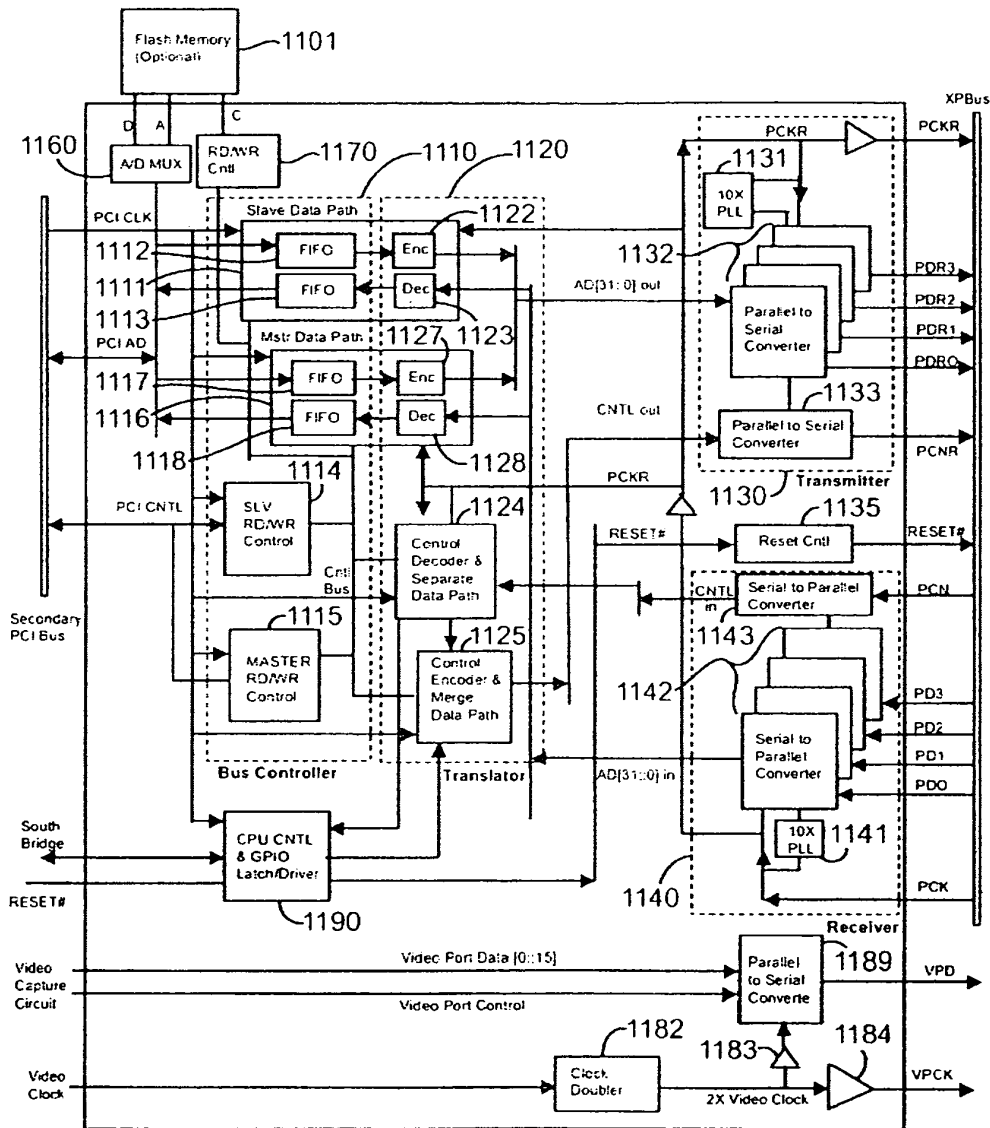 Flash Memory
(Optional)
1101
XPBus
D
A
C
PCKR
PCKR
1160
A/D MUX
RD/WR
Cntl
1170
1110
1120
1131
10X
PLL
Slave Data Path
PCI CLK
1122
1112
FIFO
Enc
1132
1111
FIFO
Dec
1113
1123
AD[31::0] out
PDR3
PDR2
PDR1
PDR0
Parallel to
Serial
Converter
PCI AD
Mstr Data Path
1127
1117
FIFO
Enc
1116
FIFO
Dec
1118
1128
CNTL out
1133
Parallel to Serial
Converter
PCNR
1114
PCKR
1130
Transmitter
PCI CNTL
SLV
RD/WR
Control
1124
1135
RESET#
Reset Cntl
RESET#
Control
Decoder &
Separate
Data Path
Cntl
Bus
CNTL
in
Serial to Parallel
Converter
PCN
1143
Secondary
PCI Bus
1115
1125
MASTER
RD/WR
Control
Control
Encoder &
Merge
Data Path
1142
PD3
PD2
PD1
PD0
Serial to
Parallel
Converter
Bus Controller
Translator
AD[31::0] in
South
Bridge
CPU CNTL
& GPIO
Latch/Driver
10X
PLL
1141
RESET#
1190
1140
PCK
Receiver
Video
Capture
Circuit
Video Port Data [0::15]
Video Port Control
Parallel
to Serial
Converte
1189
VPD
1182
1183
1184
Video
Clock
Clock
Doubler
2X Video Clock
VPCK